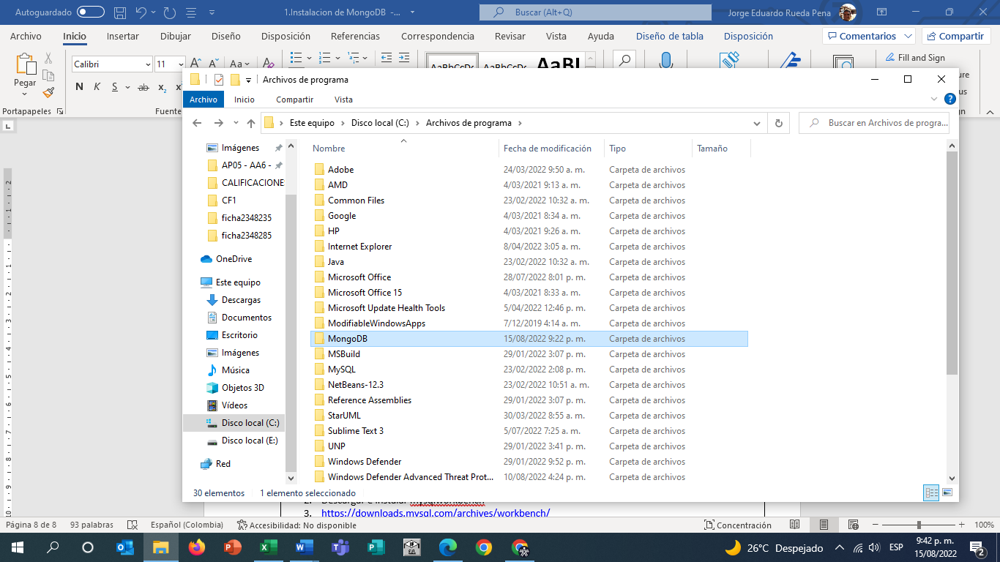 Autoguardado
1.Instalacion de MongoDB -...
Buscar (Alt+Q)
Jorge Eduardo Rueda Pena
Archivo Inicio Insertar Dibujar Diseño Disposición Referencias Correspondencia Revisar Vista Ayuda Diseño de tabla Disposición Comentarios Compartir
Calibri 11 A A Aa A
AaBbCcDc AaBbCcDc AaBl
Fill and Sign
Pegar
N K S ab x₂ x²
Portapapeles
Fuente
Archivos de programa
Archivo Inicio Compartir Vista
Este equipo > Disco local (C:) > Archivos de programa >
Buscar en Archivos de progra...
Imágenes
AP05 - AA6 -
CALIFICACIONE
CF1
ficha2348235
ficha2348285
OneDrive
Este equipo
Descargas
Documentos
Escritorio
Imágenes
Música
Objetos 3D
Vídeos
Disco local (C:)
Disco local (E:)
Red
Nombre Fecha de modificación Tipo Tamaño
Adobe 24/03/2022 9:50 a. m. Carpeta de archivos
AMD 4/03/2021 9:13 a. m. Carpeta de archivos
Common Files 23/02/2022 10:32 a. m. Carpeta de archivos
Google 4/03/2021 8:34 a. m. Carpeta de archivos
HP 4/03/2021 9:26 a. m. Carpeta de archivos
Internet Explorer 8/04/2022 3:05 a. m. Carpeta de archivos
Java 23/02/2022 10:32 a. m. Carpeta de archivos
Microsoft Office 28/07/2022 8:01 p. m. Carpeta de archivos
Microsoft Office 15 4/03/2021 8:33 a. m. Carpeta de archivos
Microsoft Update Health Tools 5/04/2022 12:46 p. m. Carpeta de archivos
ModifiableWindowsApps 7/12/2019 4:14 a. m. Carpeta de archivos
MongoDB 15/08/2022 9:22 p. m. Carpeta de archivos
MSBuild 29/01/2022 3:07 p. m. Carpeta de archivos
MySQL 23/02/2022 2:08 p. m. Carpeta de archivos
NetBeans-12.3 23/02/2022 10:51 a. m. Carpeta de archivos
Reference Assemblies 29/01/2022 3:07 p. m. Carpeta de archivos
StarUML 30/03/2022 8:55 a. m. Carpeta de archivos
Sublime Text 3 5/07/2022 7:25 a. m. Carpeta de archivos
UNP 29/01/2022 3:41 p. m. Carpeta de archivos
Windows Defender 29/01/2022 9:52 p. m. Carpeta de archivos
Windows Defender Advanced Threat Prot... 10/08/2022 4:24 p. m. Carpeta de archivos
30 elementos 1 elemento seleccionado
2. Descargar e instalar mysqlworkbench
3. https://downloads.mysql.com/archives/workbench/
Página 8 de 8 93 palabras Español (Colombia) Accesibilidad: No disponible Concentración 100%
26°C Despejado ESP
9:42 p. m.
15/08/2022
2